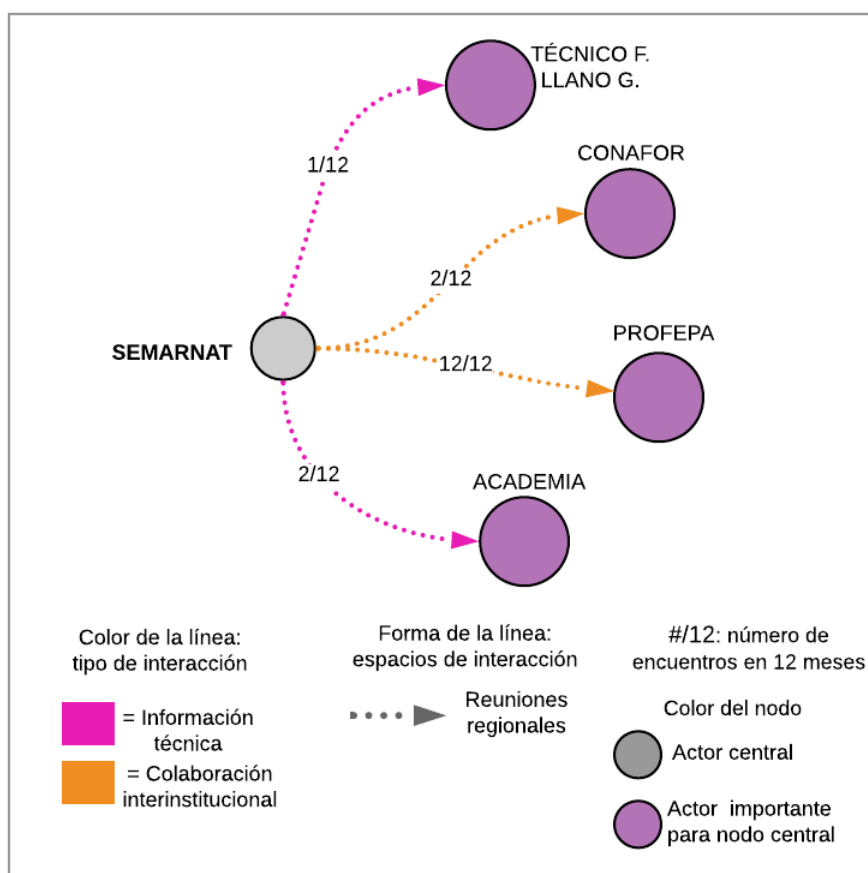 TÉCNICO F.
LLANO G.
1/12
CONAFOR
2/12
SEMARNAT
PROFEPA
12/12
2/12
ACADEMIA
Color de la línea:
tipo de interacción
= Información
técnica
= Colaboración
interinstitucional
Forma de la línea:
espacios de interacción
Reuniones
regionales
#/12: número de
encuentros en 12 meses
Color del nodo
Actor central
Actor importante
para nodo central